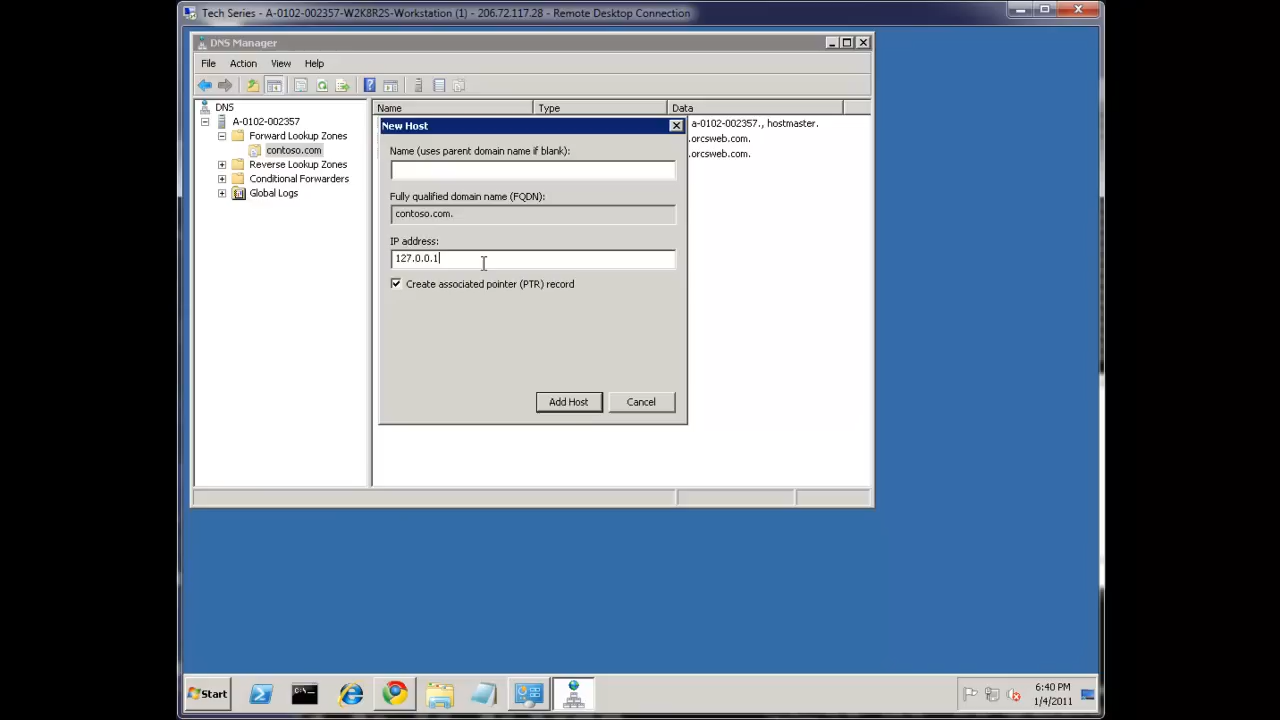 Tech Series - A-0102-002357-W2K8R2S-Workstation (1) - 206.72.117.28 - Remote Desktop Connection
DNS Manager
File Action View Help
DNS
A-0102-002357
Forward Lookup Zones
contoso.com
Reverse Lookup Zones
Conditional Forwarders
Global Logs
Name Type Data
a-0102-002357., hostmaster.
.orcsweb.com.
.orcsweb.com.
New Host
Name (uses parent domain name if blank):
Fully qualified domain name (FQDN):
contoso.com.
IP address:
127.0.0.1
Create associated pointer (PTR) record
Add Host Cancel
Start
C:\
6:40 PM
1/4/2011